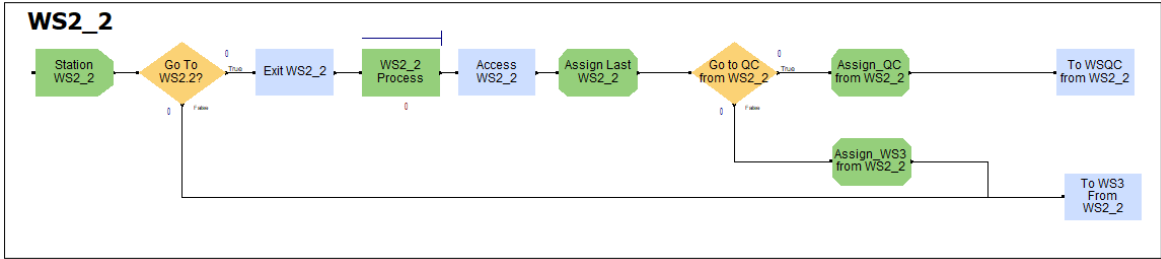 WS2_2
Station
WS2_2
Go To
WS2.2?
0
True
0
False
Exit WS2_2
WS2_2
Process
0
Access
WS2_2
Assign Last
WS2_2
Go to QC
from WS2_2
0
True
0
False
Assign_QC
from WS2_2
To WSQC
from WS2_2
Assign_WS3
from WS2_2
To WS3
From
WS2_2